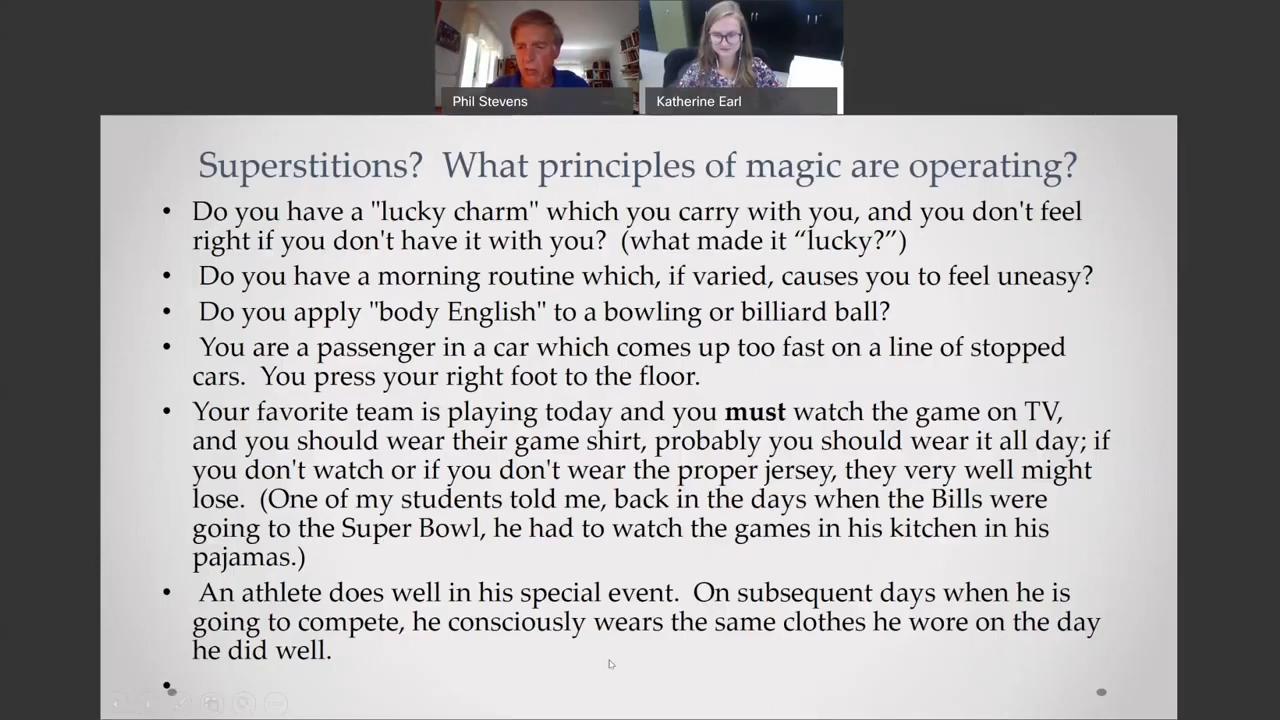 Phil Stevens
Katherine Earl
Superstitions? What principles of magic are operating?
• Do you have a "lucky charm" which you carry with you, and you don't feel
right if you don't have it with you? (what made it “lucky?”)
• Do you have a morning routine which, if varied, causes you to feel uneasy?
• Do you apply "body English" to a bowling or billiard ball?
• You are a passenger in a car which comes up too fast on a line of stopped
cars. You press your right foot to the floor.
• Your favorite team is playing today and you must watch the game on TV,
and you should wear their game shirt, probably you should wear it all day; if
you don't watch or if you don't wear the proper jersey, they very well might
lose. (One of my students told me, back in the days when the Bills were
going to the Super Bowl, he had to watch the games in his kitchen in his
pajamas.)
• An athlete does well in his special event. On subsequent days when he is
going to compete, he consciously wears the same clothes he wore on the day
he did well.
•